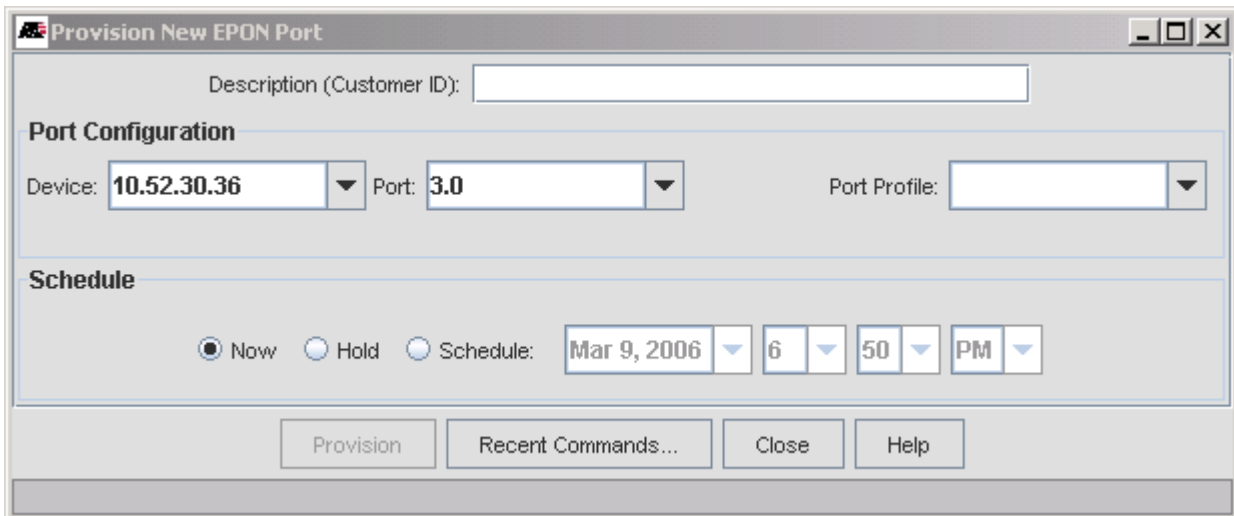 Provision New EPON Port
Description (Customer ID):
Port Configuration
Device: 10.52.30.36 Port: 3.0 Port Profile:
Schedule
Now Hold Schedule: Mar 9, 2006 6 50 PM
Provision Recent Commands... Close Help